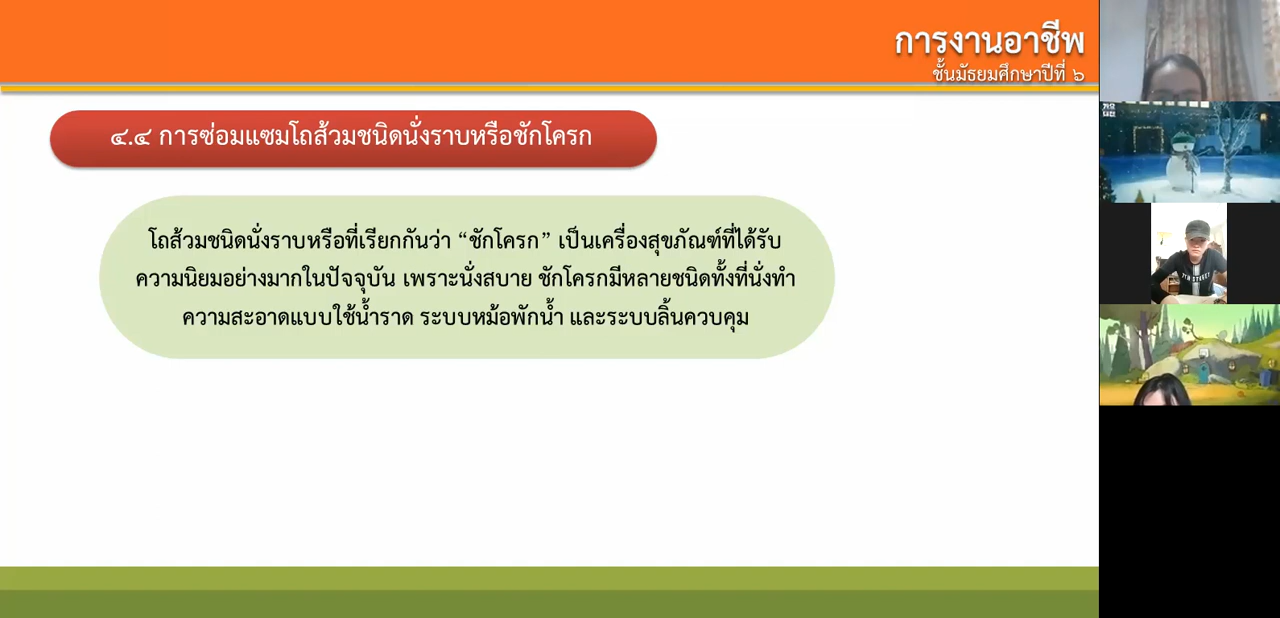 การงานอาชีพ
ชั้นมัธยมศึกษาปีที่ ๖
๔.๔ การซ่อมแซมโถส้วมชนิดนั่งราบหรือชักโครก
โถส้วมชนิดนั่งราบหรือที่เรียกกันว่า “ชักโครก” เป็นเครื่องสุขภัณฑ์ที่ได้รับ
ความนิยมอย่างมากในปัจจุบัน เพราะนั่งสบาย ชักโครกมีหลายชนิดทั้งที่นั่งทำ
ความสะอาดแบบใช้น้ำราด ระบบหม้อพักน้ำ และระบบลิ้นควบคุม